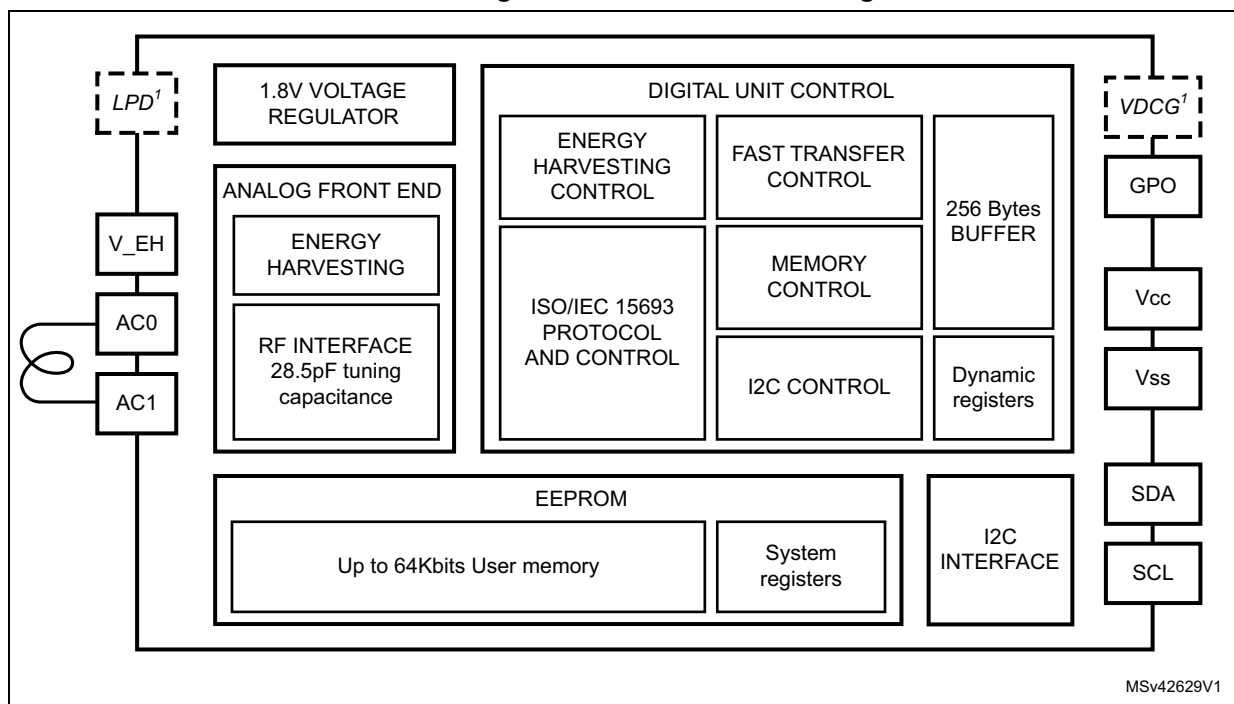 LPD¹
V_EH
AC0
AC1
1.8V VOLTAGE
REGULATOR
ANALOG FRONT END
ENERGY
HARVESTING
RF INTERFACE
28.5pF tuning
capacitance
DIGITAL UNIT CONTROL
ENERGY
HARVESTING
CONTROL
FAST TRANSFER
CONTROL
256 Bytes
BUFFER
ISO/IEC 15693
PROTOCOL
AND CONTROL
MEMORY
CONTROL
I2C CONTROL
Dynamic
registers
EEPROM
Up to 64Kbits User memory
System
registers
I2C
INTERFACE
VDCG¹
GPO
Vcc
Vss
SDA
SCL
MSv42629V1